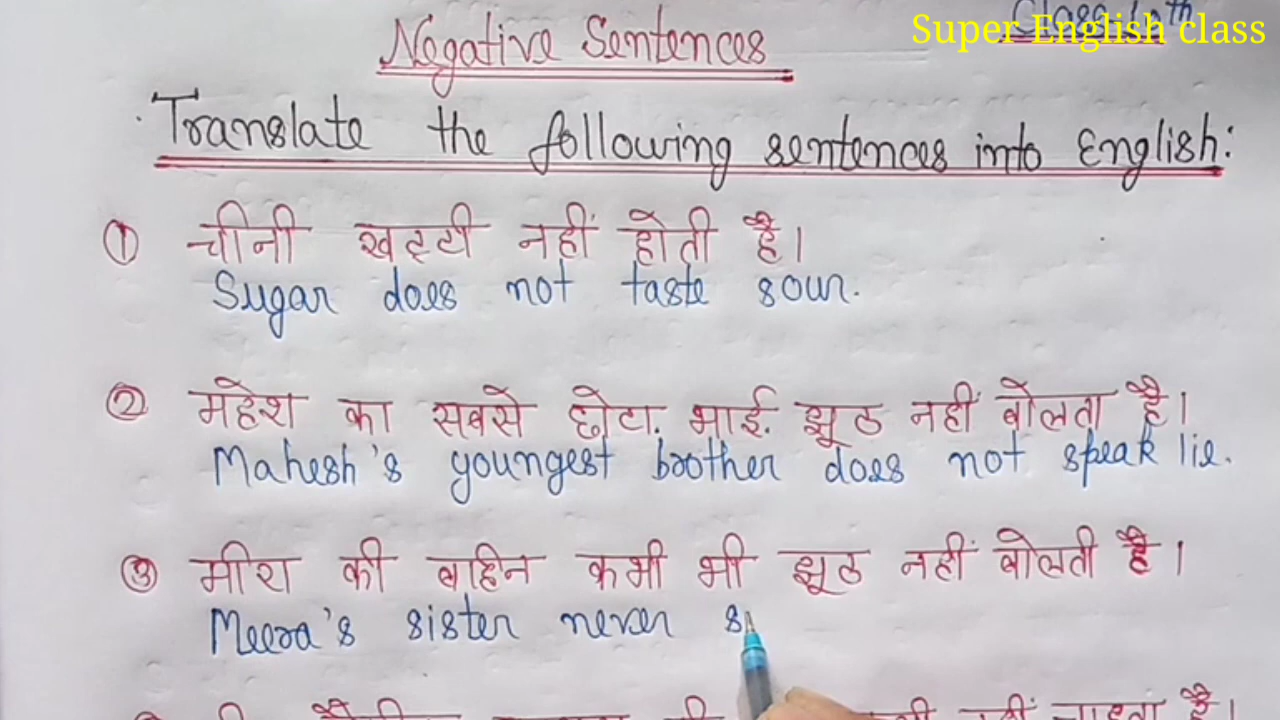 Class 10th
Super English class
Negative Sentences
Translate the following sentences into English:
① चीनी खट्टी नहीं होती है।
Sugar does not taste sour.
② महेश का सबसे छोटा भाई झूठ नहीं बोलता है।
Mahesh's youngest brother does not speak lie.
③ मीरा की बहिन कभी भी झूठ नहीं बोलती है।
Meera's sister never s